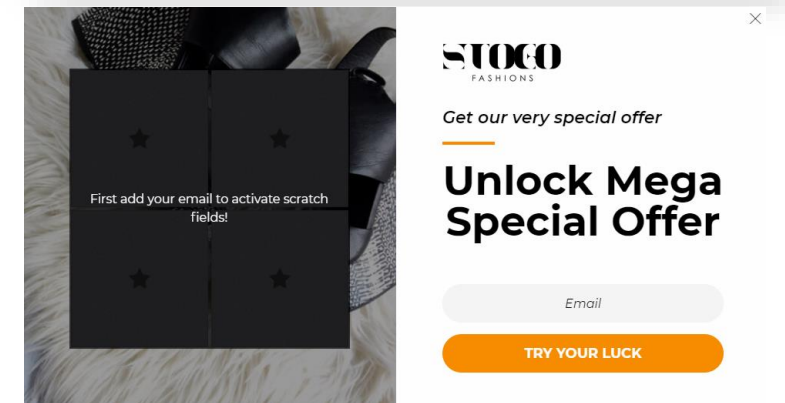 First add your email to activate scratch
fields!
STOCO
FASHIONS
Get our very special offer
Unlock Mega
Special Offer
Email
TRY YOUR LUCK